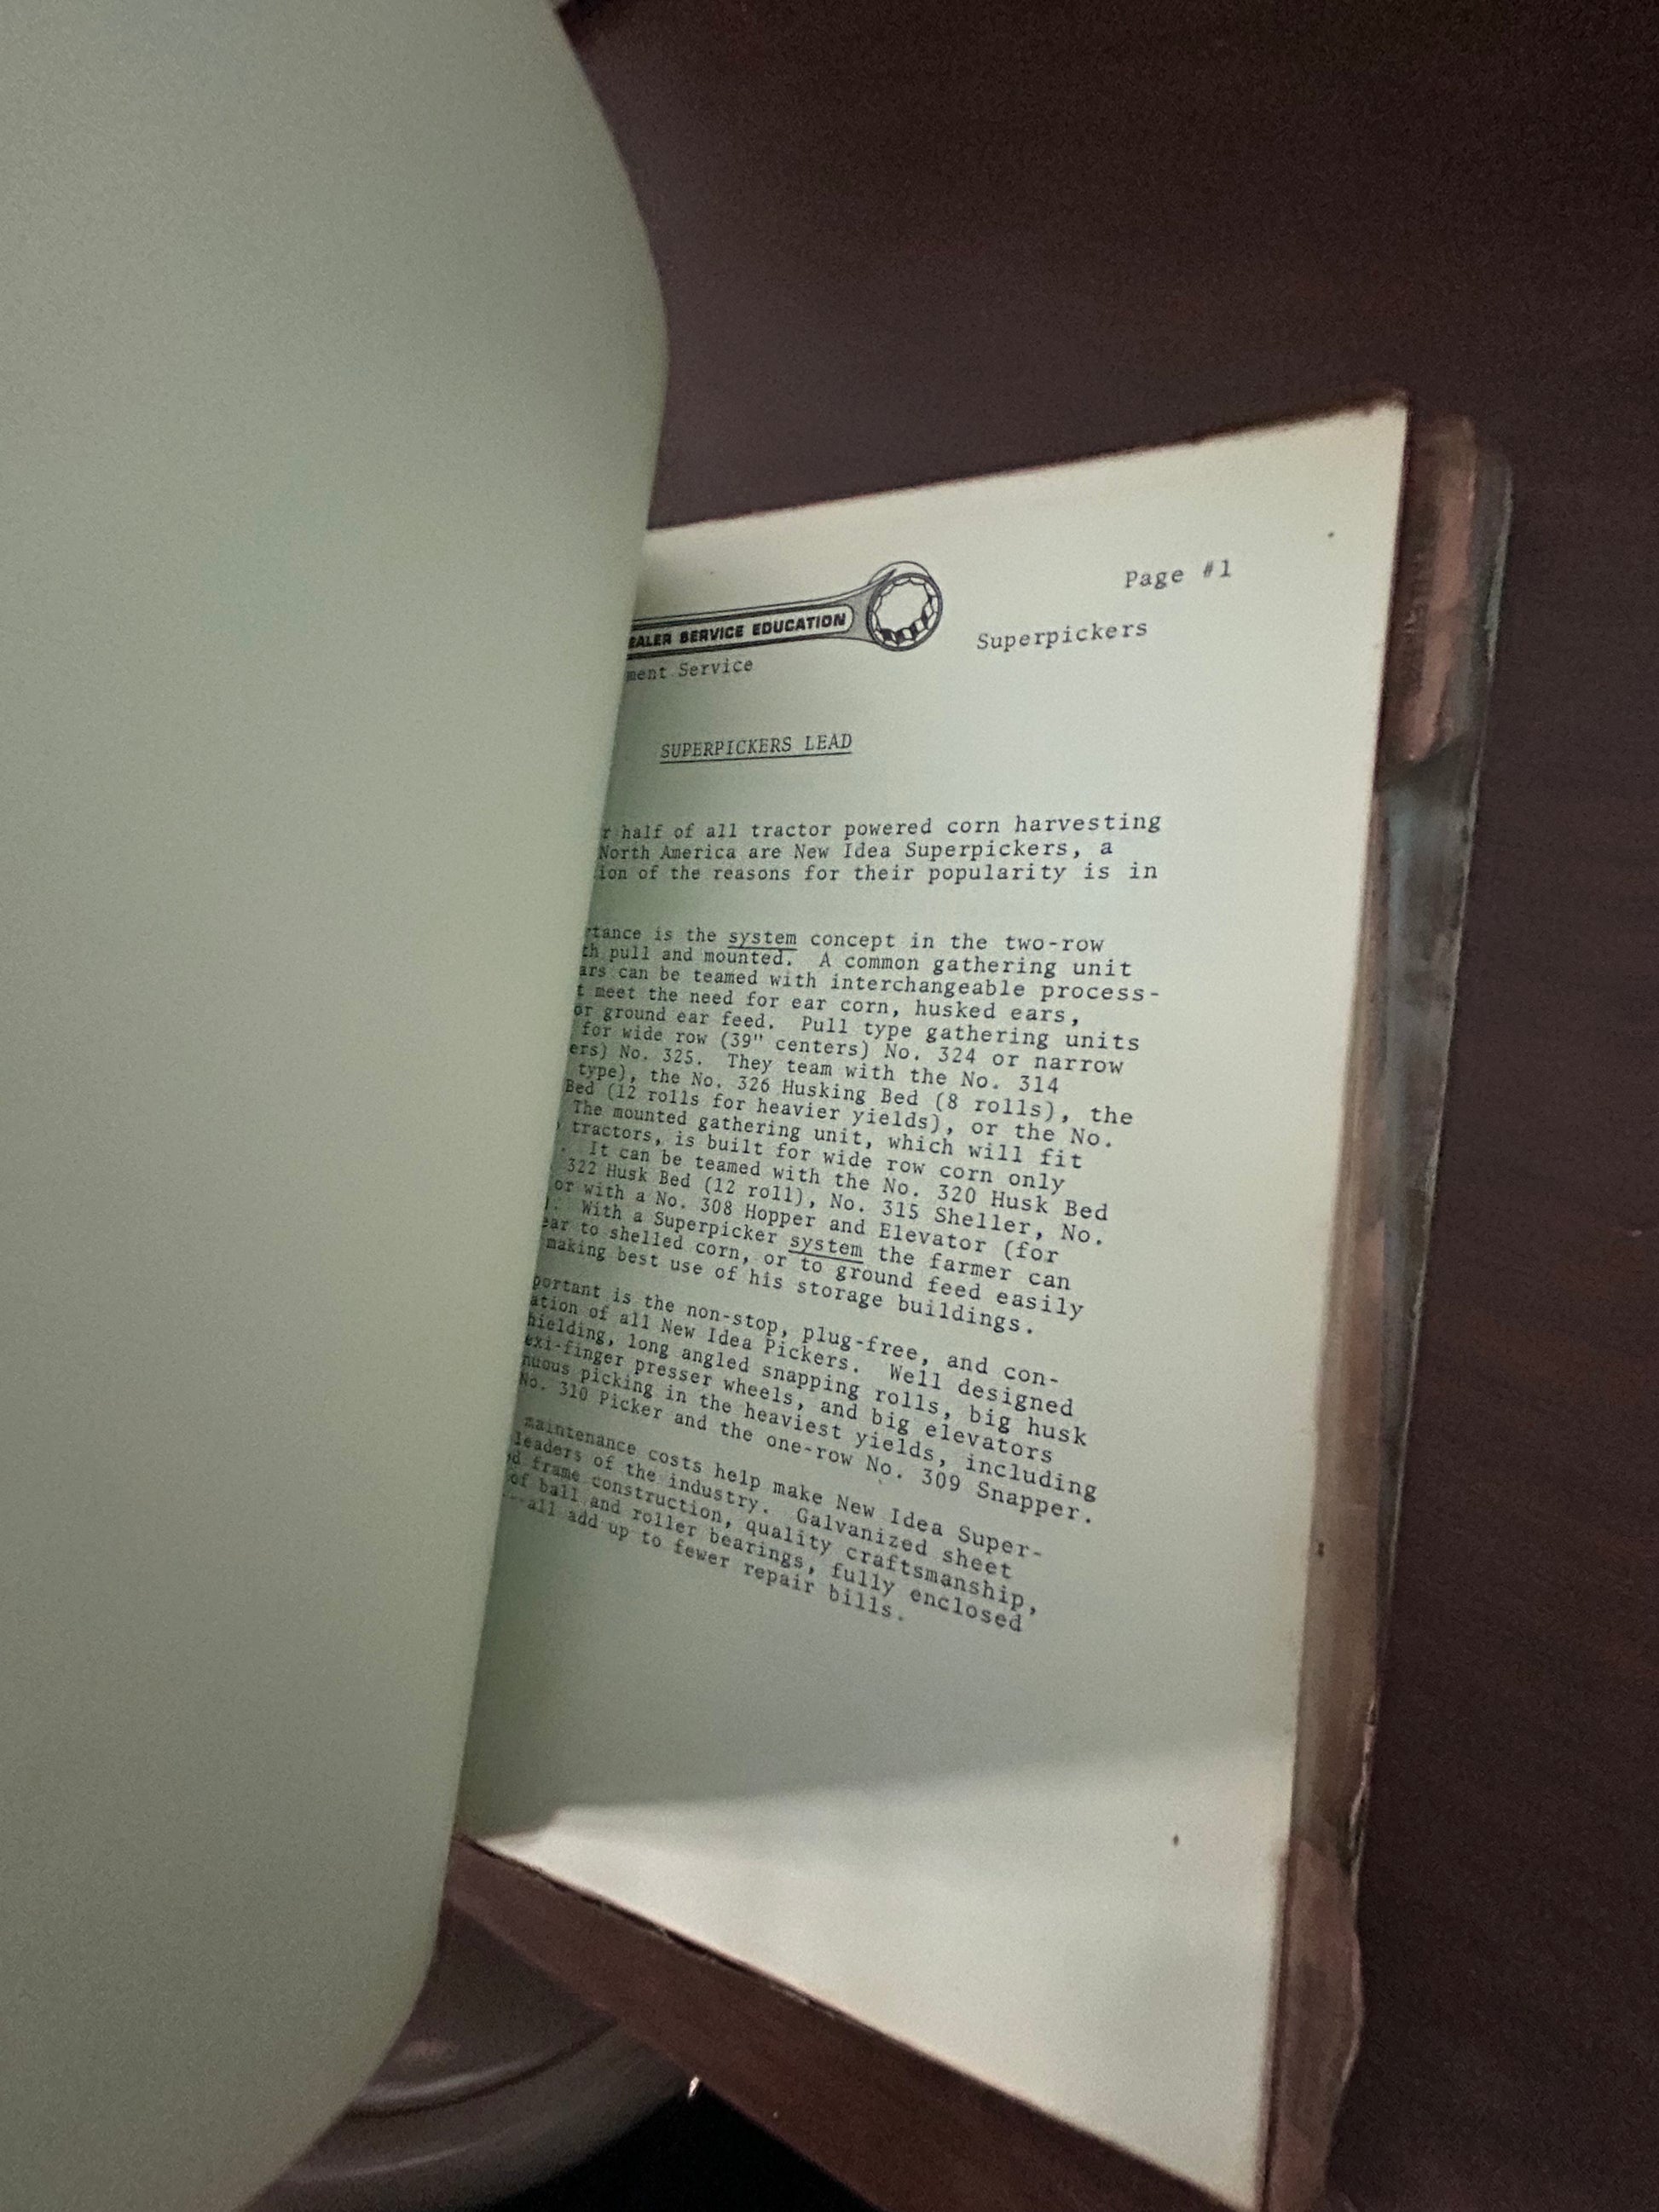 Page #1
EALER SERVICE EDUCATION
Superpickers
ment Service
SUPERPICKERS LEAD
r half of all tractor powered corn harvesting
North America are New Idea Superpickers, a
ion of the reasons for their popularity is in
rtance is the system concept in the two-row
th pull and mounted. A common gathering unit
ars can be teamed with interchangeable process-
t meet the need for ear corn, husked ears,
or ground ear feed. Pull type gathering units
for wide row (39" centers) No. 324 or narrow
ers) No. 325. They team with the No. 314
type), the No. 326 Husking Bed (8 rolls), the
Bed (12 rolls for heavier yields), or the No.
The mounted gathering unit, which will fit
tractors, is built for wide row corn only
. It can be teamed with the No. 320 Husk Bed
322 Husk Bed (12 roll), No. 315 Sheller, No.
or with a No. 308 Hopper and Elevator (for
). With a Superpicker system the farmer can
ear to shelled corn, or to ground feed easily
making best use of his storage buildings.
portant is the non-stop, plug-free, and con-
ation of all New Idea Pickers. Well designed
hielding, long angled snapping rolls, big husk
exi-finger presser wheels, and big elevators
nuous picking in the heaviest yields, including
No. 310 Picker and the one-row No. 309 Snapper.
maintenance costs help make New Idea Super-
leaders of the industry. Galvanized sheet
d frame construction, quality craftsmanship,
of ball and roller bearings, fully enclosed
--all add up to fewer repair bills.